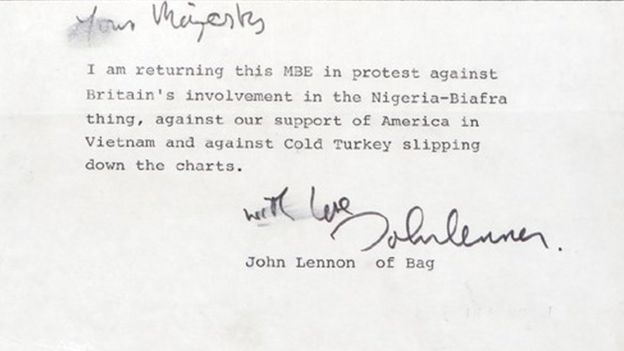 Your Majesty
I am returning this MBE in protest against
Britain's involvement in the Nigeria-Biafra
thing, against our support of America in
Vietnam and against Cold Turkey slipping
down the charts.
with love
John Lennon.
John Lennon of Bag